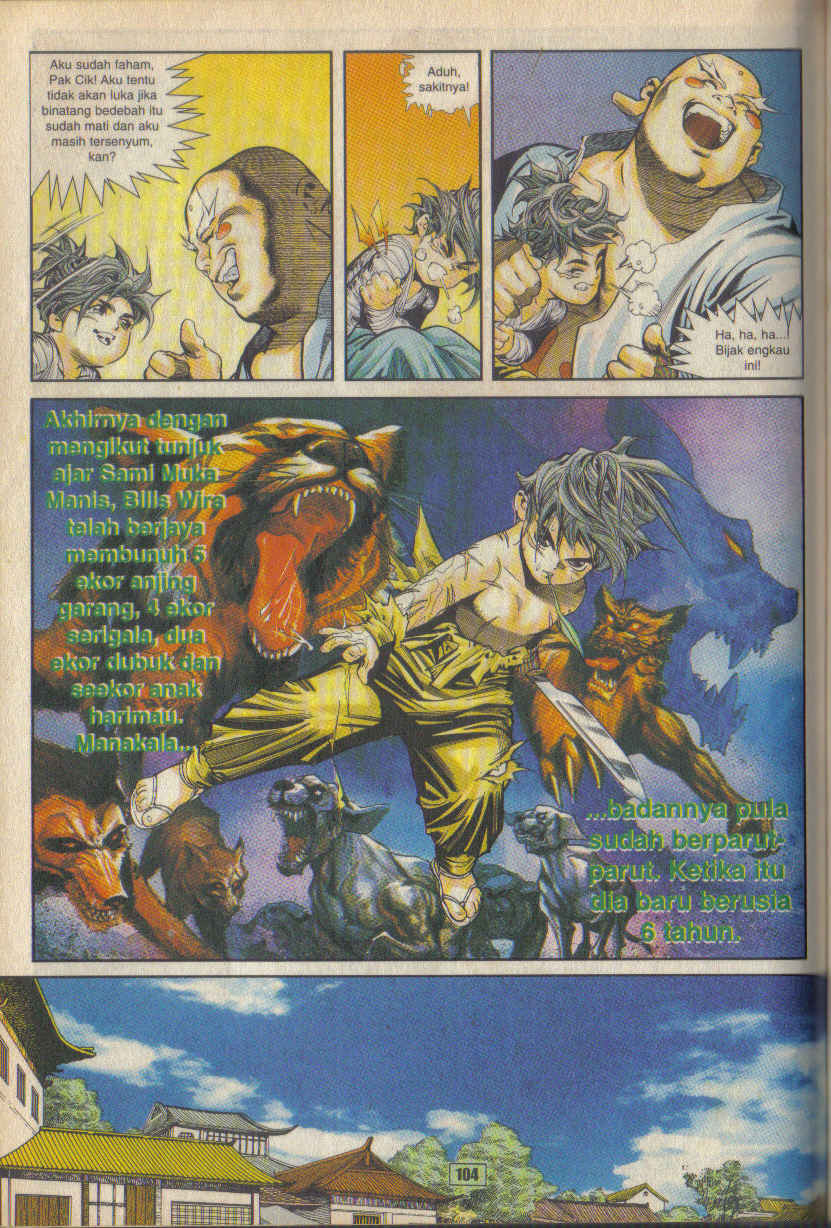 Aku sudah faham,
Pak Cik! Aku tentu
tidak akan luka jika
binatang bedebah itu
sudah mati dan aku
masih tersenyum,
kan?
Aduh,
sakitnya!
Ha, ha, ha...!
Bijak engkau
ini!
Akhirnya dengan
mengikut tunjuk
ajar Sami Muka
Manis, Bilis Wira
telah berjaya
membunuh 5
ekor anjing
garang, 4 ekor
serigala, dua
ekor dubuk dan
seekor anak
harimau.
Manakala...
...badannya pula
sudah berparut-
parut. Ketika itu
dia baru berusia
6 tahun.
104